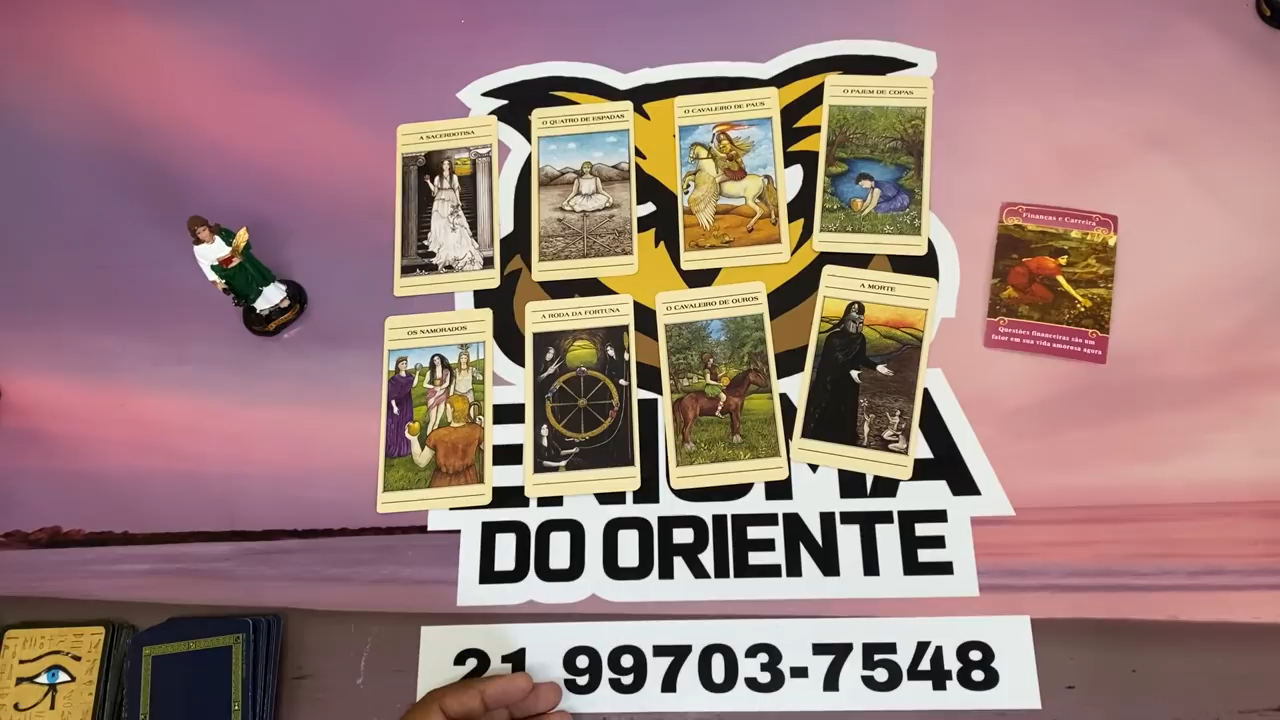 A SACERDOTISA
O QUATRO DE ESPADAS
O CAVALEIRO DE PAUS
O PAJEM DE COPAS
OS NAMORADOS
A RODA DA FORTUNA
O CAVALEIRO DE OUROS
A MORTE
Finanças e Carreira
Questões financeiras são um
fator em sua vida amorosa agora
ENIGMA
DO ORIENTE
21 99703-7548